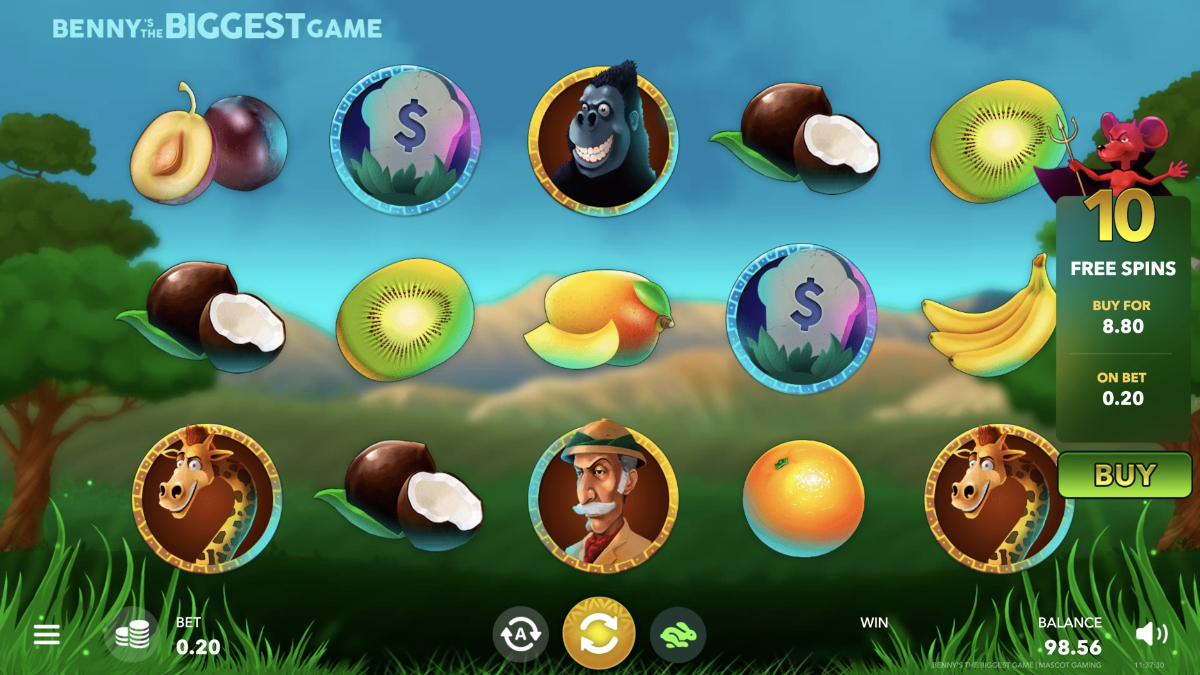 BENNY'S THE BIGGEST GAME
$
$
10
FREE SPINS
BUY FOR
8.80
ON BET
0.20
BUY
BET
0.20
A
WIN
BALANCE
98.56
BENNY'S THE BIGGEST GAME | MASCOT GAMING
11:37:30